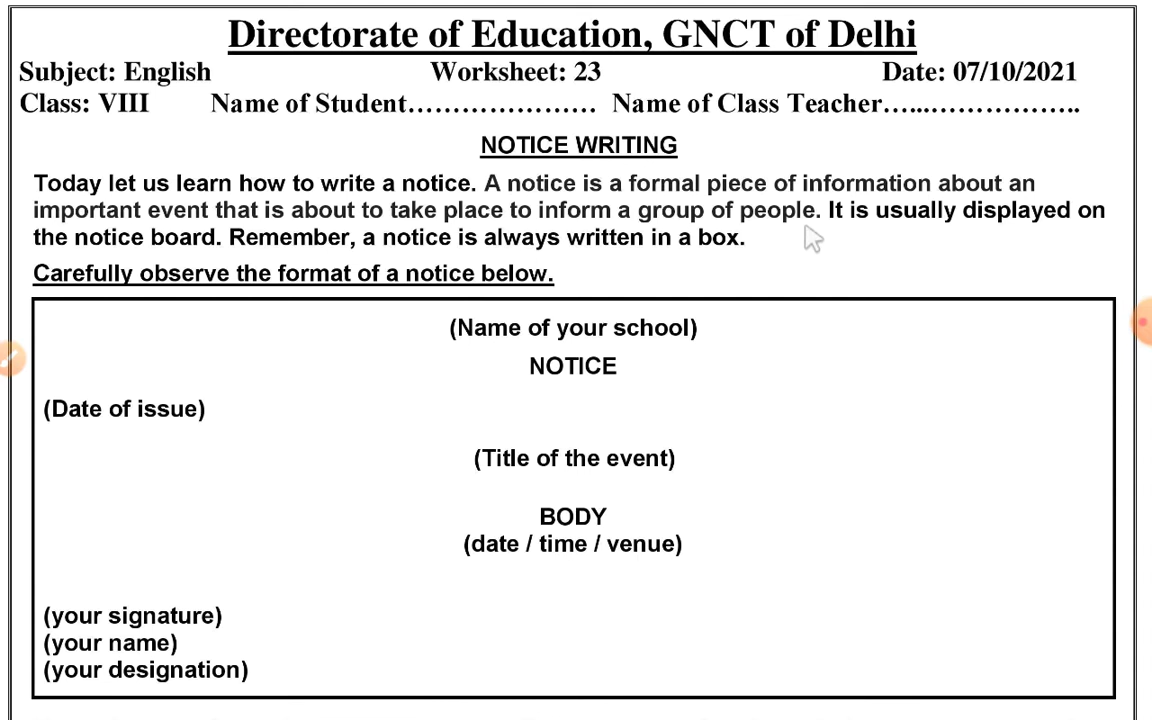 Directorate of Education, GNCT of Delhi
Subject: English Worksheet: 23 Date: 07/10/2021
Class: VIII Name of Student………………… Name of Class Teacher…...……………..
NOTICE WRITING
Today let us learn how to write a notice. A notice is a formal piece of information about an
important event that is about to take place to inform a group of people. It is usually displayed on
the notice board. Remember, a notice is always written in a box.
Carefully observe the format of a notice below.
(Name of your school)
NOTICE
(Date of issue)
(Title of the event)
BODY
(date / time / venue)
(your signature)
(your name)
(your designation)